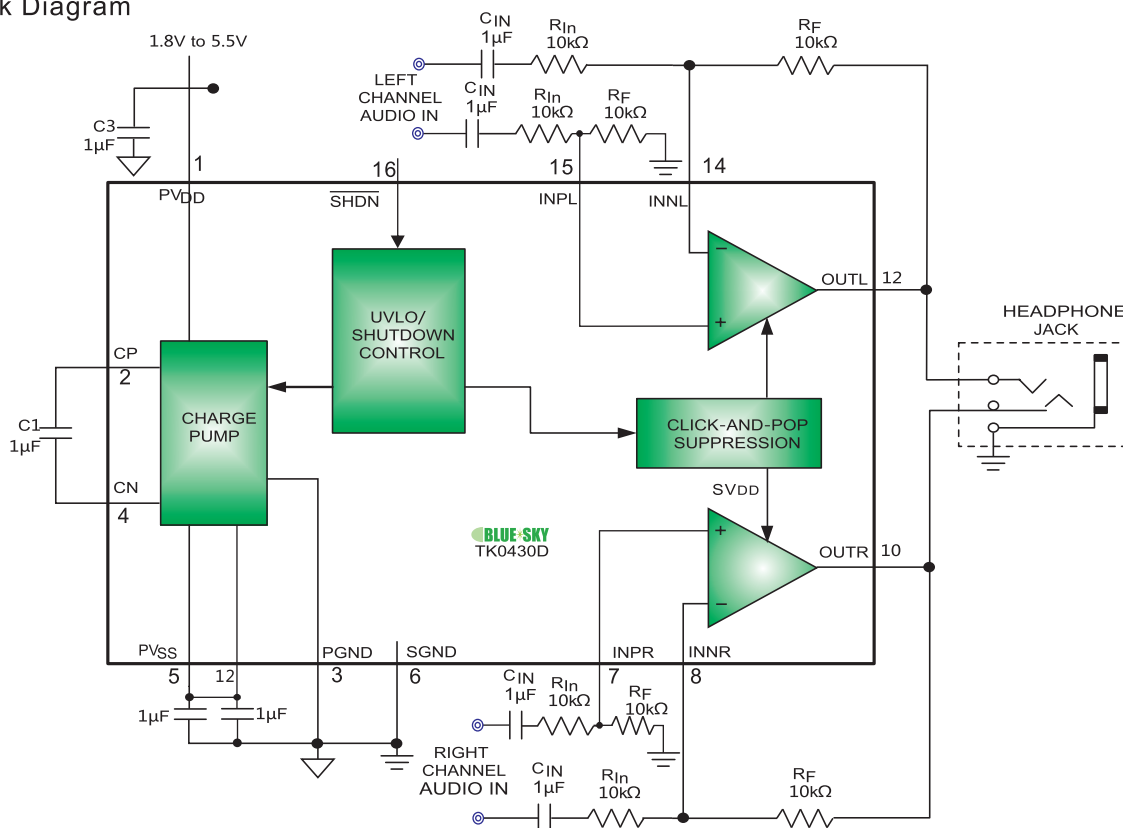 k Diagram
1.8V to 5.5V
C3
1µF
1
PVDD
CIN
1µF
RIn
10kΩ
RF
10kΩ
LEFT
CHANNEL
AUDIO IN
CIN
1µF
RIn
10kΩ
RF
10kΩ
16
SHDN
15
INPL
14
INNL
UVLO/
SHUTDOWN
CONTROL
−
+
OUTL
12
HEADPHONE
JACK
CP
2
C1
1µF
CN
4
CHARGE
PUMP
CLICK-AND-POP
SUPPRESSION
SVDD
BLUE SKY
TK0430D
+
−
OUTR
10
PVSS
5
12
PGND
3
SGND
6
INPR
7
INNR
8
1µF
1µF
CIN
1µF
RIn
10kΩ
RF
10kΩ
RIGHT
CHANNEL
AUDIO IN
CIN
1µF
RIn
10kΩ
RF
10kΩ